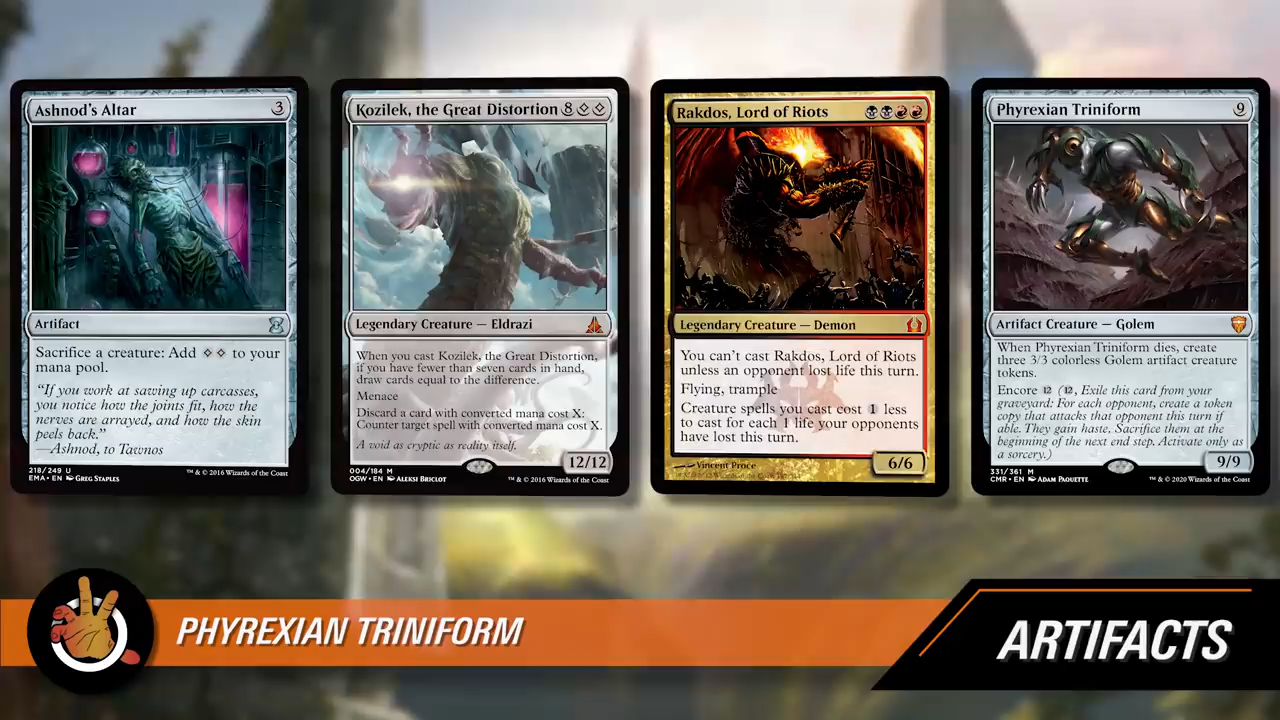 Ashnod's Altar 3
Artifact
Sacrifice a creature: Add ◇◇ to your
mana pool.
“If you work at sawing up carcasses,
you notice how the joints fit, how the
nerves are arrayed, and how the skin
peels back.”
—Ashnod, to Tawnos
218/249 U
EMA • EN GREG STAPLES
™ & © 2016 Wizards of the Coast
Kozilek, the Great Distortion 8◇◇
Legendary Creature — Eldrazi
When you cast Kozilek, the Great Distortion,
if you have fewer than seven cards in hand,
draw cards equal to the difference.
Menace
Discard a card with converted mana cost X:
Counter target spell with converted mana cost X.
A void as cryptic as reality itself.
12/12
004/184 M
OGW • EN ALEKSI BRICLOT
™ & © 2016 Wizards of the Coast
Rakdos, Lord of Riots
Legendary Creature — Demon
You can't cast Rakdos, Lord of Riots
unless an opponent lost life this turn.
Flying, trample
Creature spells you cast cost 1 less
to cast for each 1 life your opponents
have lost this turn.
Vincent Proce
6/6
Phyrexian Triniform 9
Artifact Creature — Golem
When Phyrexian Triniform dies, create
three 3/3 colorless Golem artifact creature
tokens.
Encore 12 (12, Exile this card from your
graveyard: For each opponent, create a token
copy that attacks that opponent this turn if
able. They gain haste. Sacrifice them at the
beginning of the next end step. Activate only as
a sorcery.)
9/9
331/361 M
CMR • EN ADAM PAQUETTE
™ & © 2020 Wizards of the Coast
PHYREXIAN TRINIFORM
ARTIFACTS